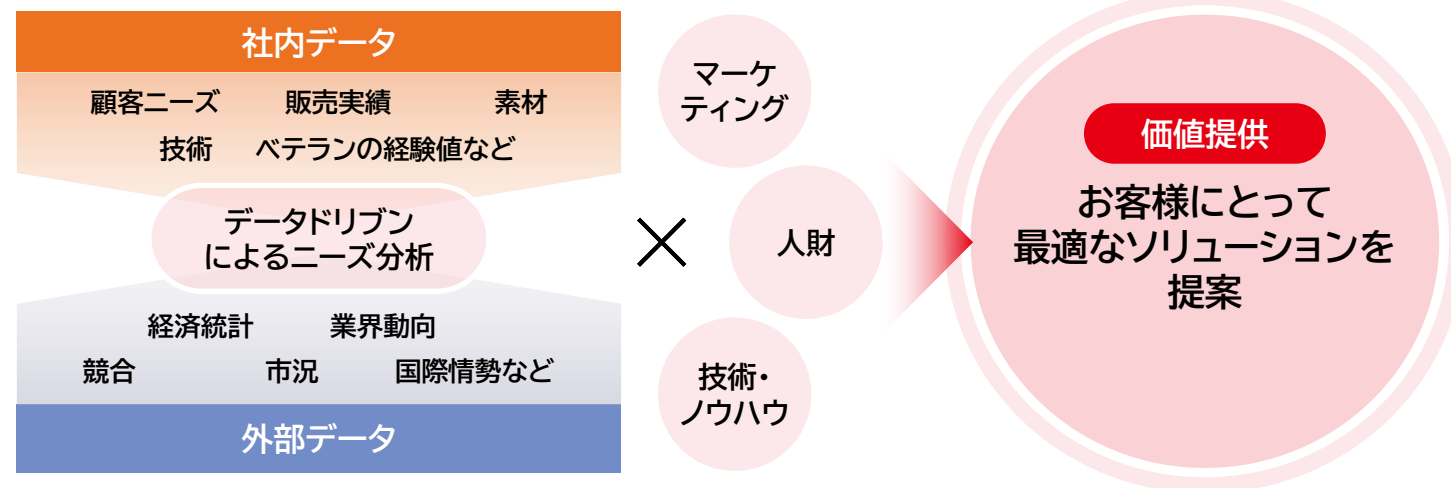 社内データ
顧客ニーズ 販売実績 素材
技術 ベテランの経験値など
データドリブン
によるニーズ分析
経済統計 業界動向
競合 市況 国際情勢など
外部データ
×
マーケ
ティング
人財
技術・
ノウハウ
価値提供
お客様にとって
最適なソリューションを
提案